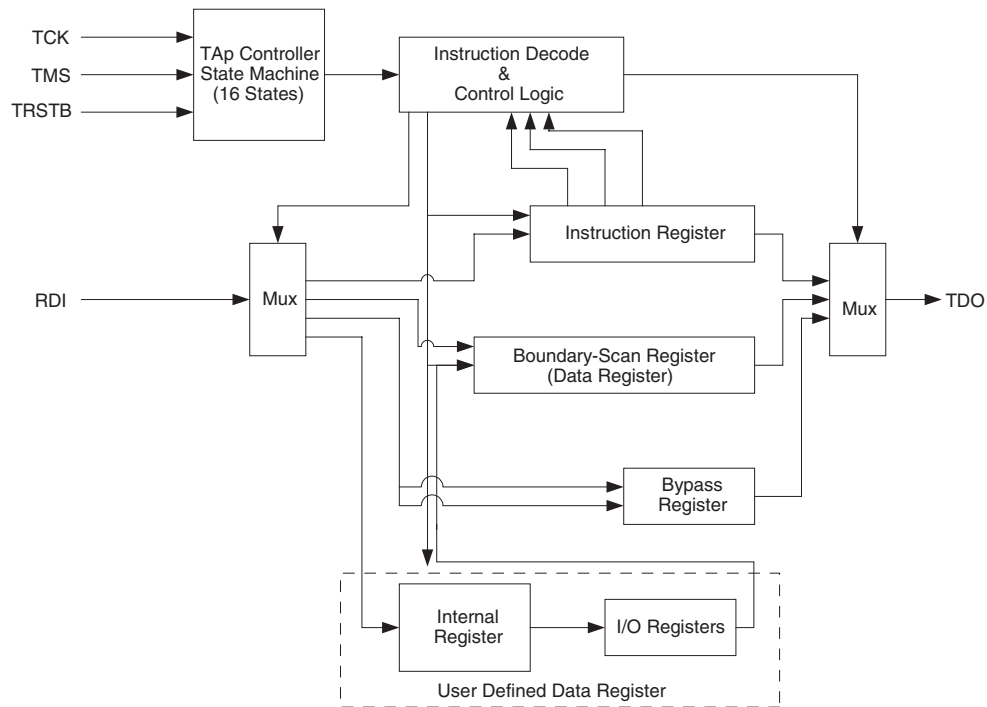 TCK
TMS
TRSTB
TAp Controller
State Machine
(16 States)
Instruction Decode
&
Control Logic
Instruction Register
RDI
Mux
Mux
TDO
Boundary-Scan Register
(Data Register)
Bypass
Register
Internal
Register
I/O Registers
User Defined Data Register